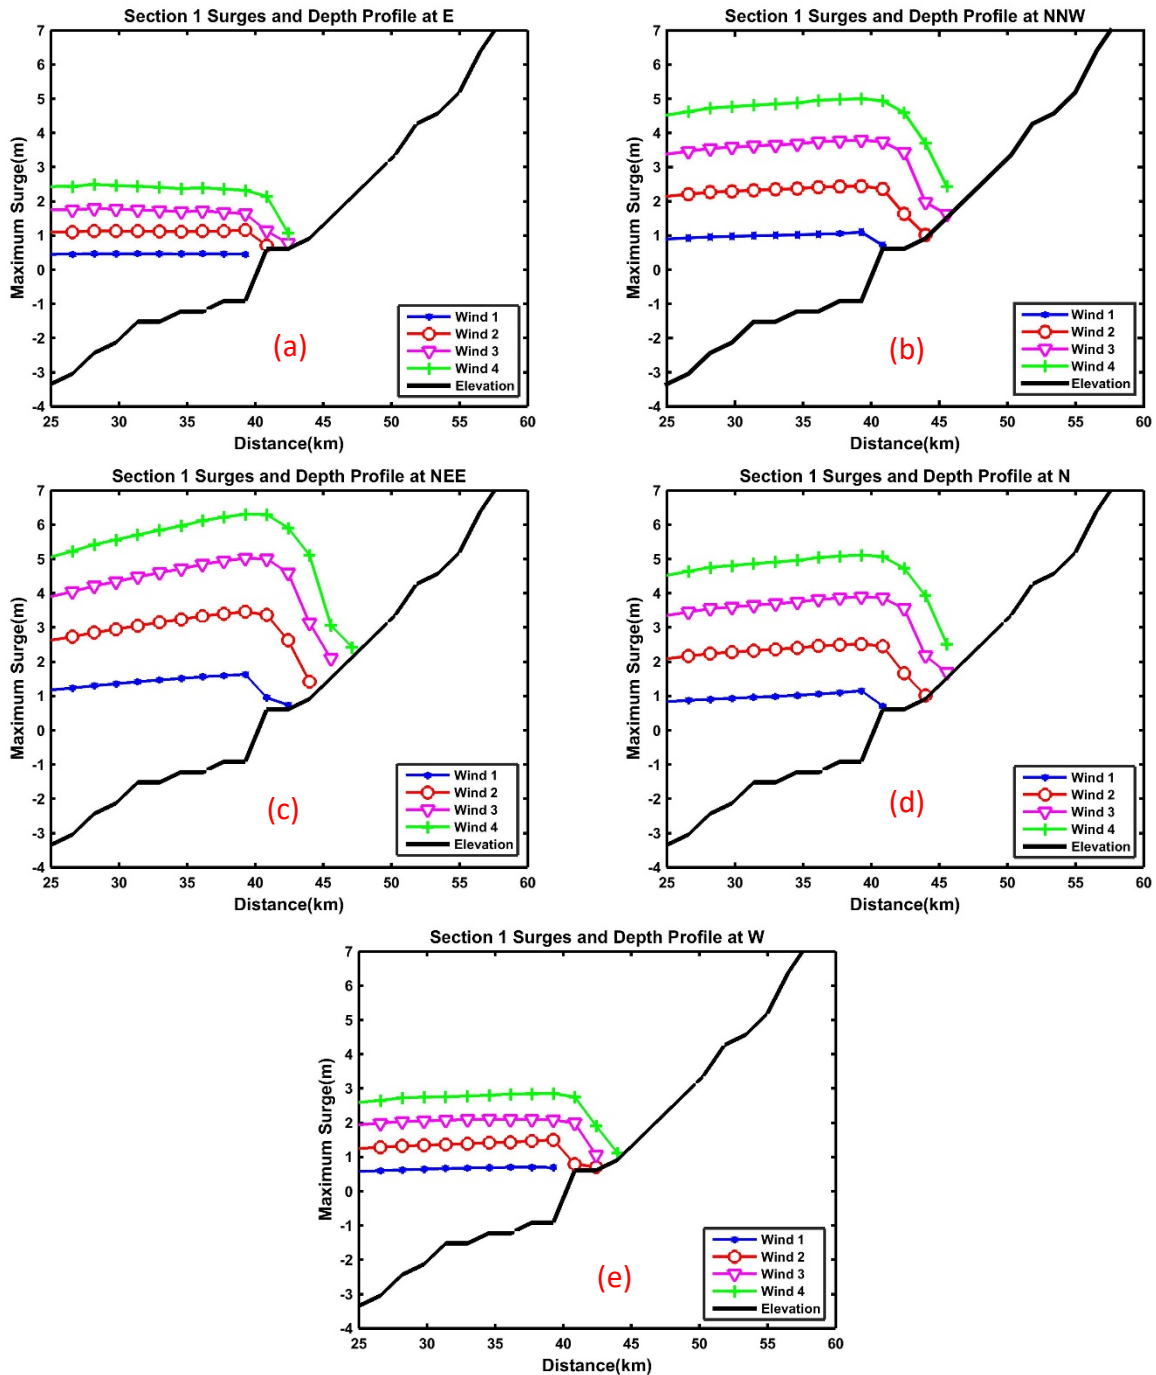 Section 1 Surges and Depth Profile at E
Maximum Surge(m)
7
6
5
4
3
2
1
0
-1
-2
-3
-4
25 30 35 40 45 50 55 60
Distance(km)
Wind 1
Wind 2
Wind 3
Wind 4
Elevation
(a)
Section 1 Surges and Depth Profile at NNW
Maximum Surge(m)
7
6
5
4
3
2
1
0
-1
-2
-3
-4
25 30 35 40 45 50 55 60
Distance(km)
Wind 1
Wind 2
Wind 3
Wind 4
Elevation
(b)
Section 1 Surges and Depth Profile at NEE
Maximum Surge(m)
7
6
5
4
3
2
1
0
-1
-2
-3
-4
25 30 35 40 45 50 55 60
Distance(km)
Wind 1
Wind 2
Wind 3
Wind 4
Elevation
(c)
Section 1 Surges and Depth Profile at N
Maximum Surge(m)
7
6
5
4
3
2
1
0
-1
-2
-3
-4
25 30 35 40 45 50 55 60
Distance(km)
Wind 1
Wind 2
Wind 3
Wind 4
Elevation
(d)
Section 1 Surges and Depth Profile at W
Maximum Surge(m)
7
6
5
4
3
2
1
0
-1
-2
-3
-4
25 30 35 40 45 50 55 60
Distance(km)
Wind 1
Wind 2
Wind 3
Wind 4
Elevation
(e)